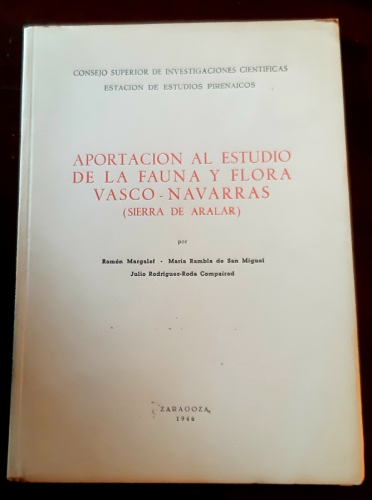 CONSEJO SUPERIOR DE INVESTIGACIONES CIENTIFICAS
ESTACION DE ESTUDIOS PIRENAICOS
APORTACION AL ESTUDIO
DE LA FAUNA Y FLORA
VASCO-NAVARRAS
(SIERRA DE ARALAR)
por
Ramón Margalef - María Rambla de San Miguel
Julio Rodríguez-Roda Compaired
ZARAGOZA
1946